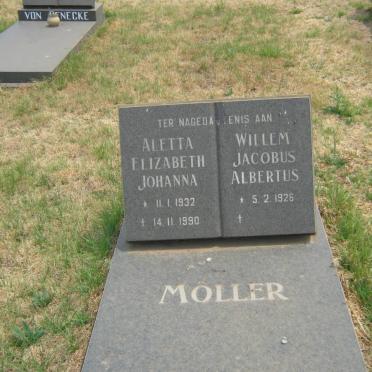 VON BENECKE
TER NAGEDAGTENIS AAN
ALETTA
ELIZABETH
JOHANNA
* 11.1.1932
✝ 14.11.1990
WILLEM
JACOBUS
ALBERTUS
* 5.2.1926
✝
MÖLLER